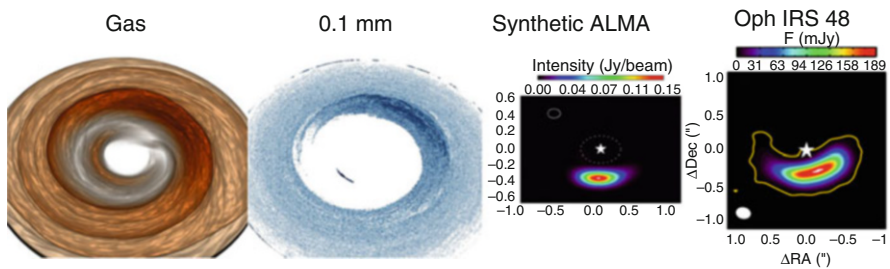 Gas
0.1 mm
Synthetic ALMA
Oph IRS 48
Intensity (Jy/beam)
0.00 0.04 0.07 0.11 0.15
F (mJy)
0 31 63 94 126 158 189
0.6
0.4
0.2
0.0
−0.2
−0.4
−0.6
−1.0 −0.5 0.0 0.5 1.0
ΔDec (")
1.0
0.5
0.0
−0.5
−1.0
1.0 0.5 0.0 −0.5 −1
ΔRA (")